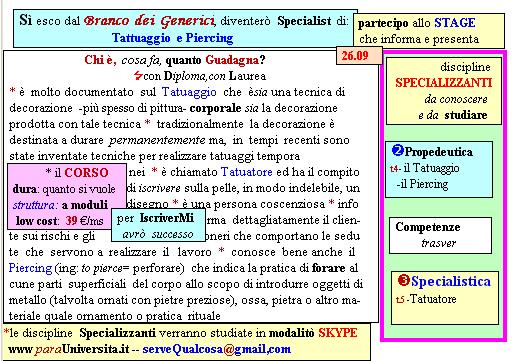 Sì esco dal Branco dei Generici, diventerò Specialist di:
Tattuaggio e Piercing
partecipo allo STAGE
che informa e presenta
26.09
Chi è, cosa fa, quanto Guadagna?
con Diploma,con Laurea
* è molto documentato sul Tatuaggio che èsia una tecnica di
decorazione -più spesso di pittura- corporale sia la decorazione
prodotta con tale tecnica * tradizionalmente la decorazione è
destinata a durare permanentemente ma, in tempi recenti sono
state inventate tecniche per realizzare tatuaggi tempora
nei * è chiamato Tatuatore ed ha il compito
di iscrivere sulla pelle, in modo indelebile, un
disegno * è una persona coscenziosa * info
rma dettagliatamente il clien-
te sui rischi e gli oneri che comportano le sedu
te che servono a realizzare il lavoro * conosce bene anche il
Piercing (ing: to pierce= perforare) che indica la pratica di forare al
cune parti superficiali del corpo allo scopo di introdurre oggetti di
metallo (talvolta ornati con pietre preziose), ossa, pietra o altro ma-
teriale quale ornamento o pratica rituale
* il CORSO
dura: quanto si vuole
struttura: a moduli
low cost: 39 €/ms
per IscriverMi
avrò successo
discipline
SPECIALIZZANTI
da conoscere
e da studiare
❷Propedeutica
t4- il Tatuaggio
-il Piercing
Competenze
trasver
❸Specialistica
t5 -Tatuatore
*le discipline Specializzanti verranno studiate in modalitò SKYPE
www paraUniversita.it -- serveQualcosa@gmail,com